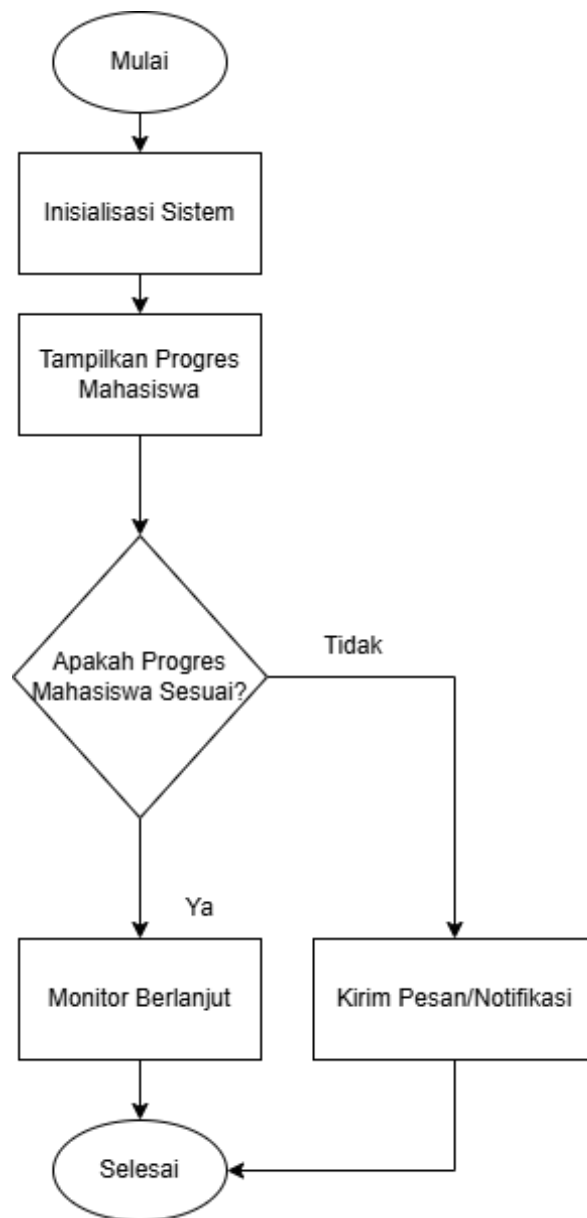 Mulai
Inisialisasi Sistem
Tampilkan Progres
Mahasiswa
Apakah Progres
Mahasiswa Sesuai?
Tidak
Ya
Monitor Berlanjut
Kirim Pesan/Notifikasi
Selesai